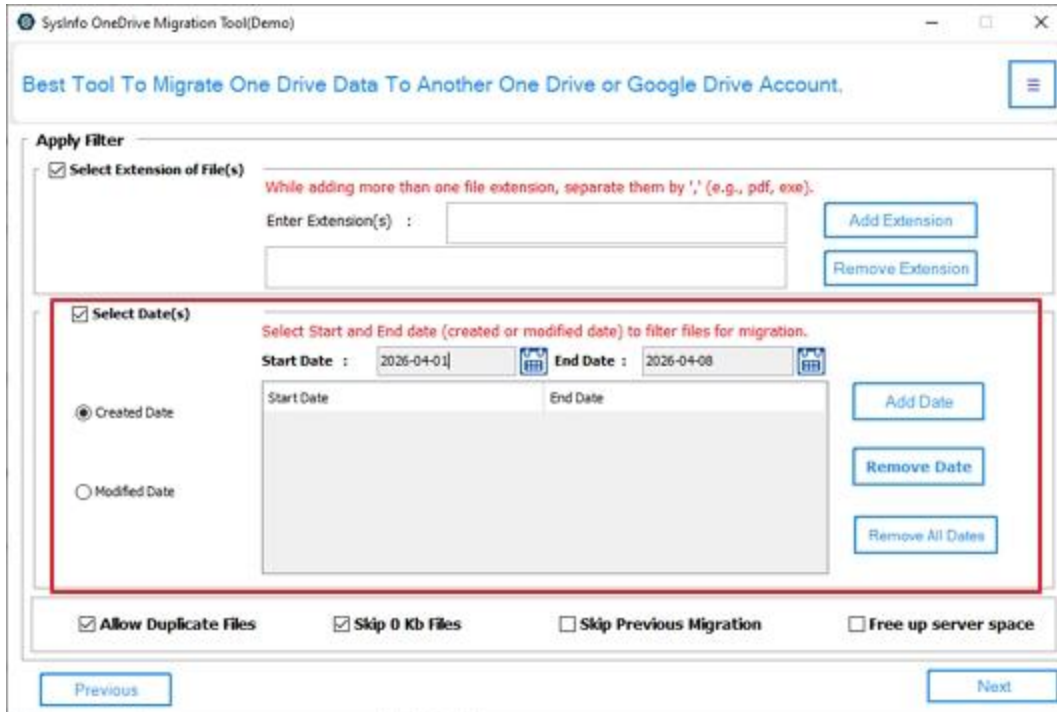 SysInfo OneDrive Migration Tool(Demo)
Best Tool To Migrate One Drive Data To Another One Drive or Google Drive Account.
Apply Filter
Select Extension of File(s)
While adding more than one file extension, separate them by ',' (e.g., pdf, exe).
Enter Extension(s) :
Add Extension
Remove Extension
Select Date(s)
Select Start and End date (created or modified date) to filter files for migration.
Start Date : 2026-04-01 End Date : 2026-04-08
Start Date End Date
Add Date
Created Date
Remove Date
Modified Date
Remove All Dates
Allow Duplicate Files Skip 0 Kb Files Skip Previous Migration Free up server space
Previous Next